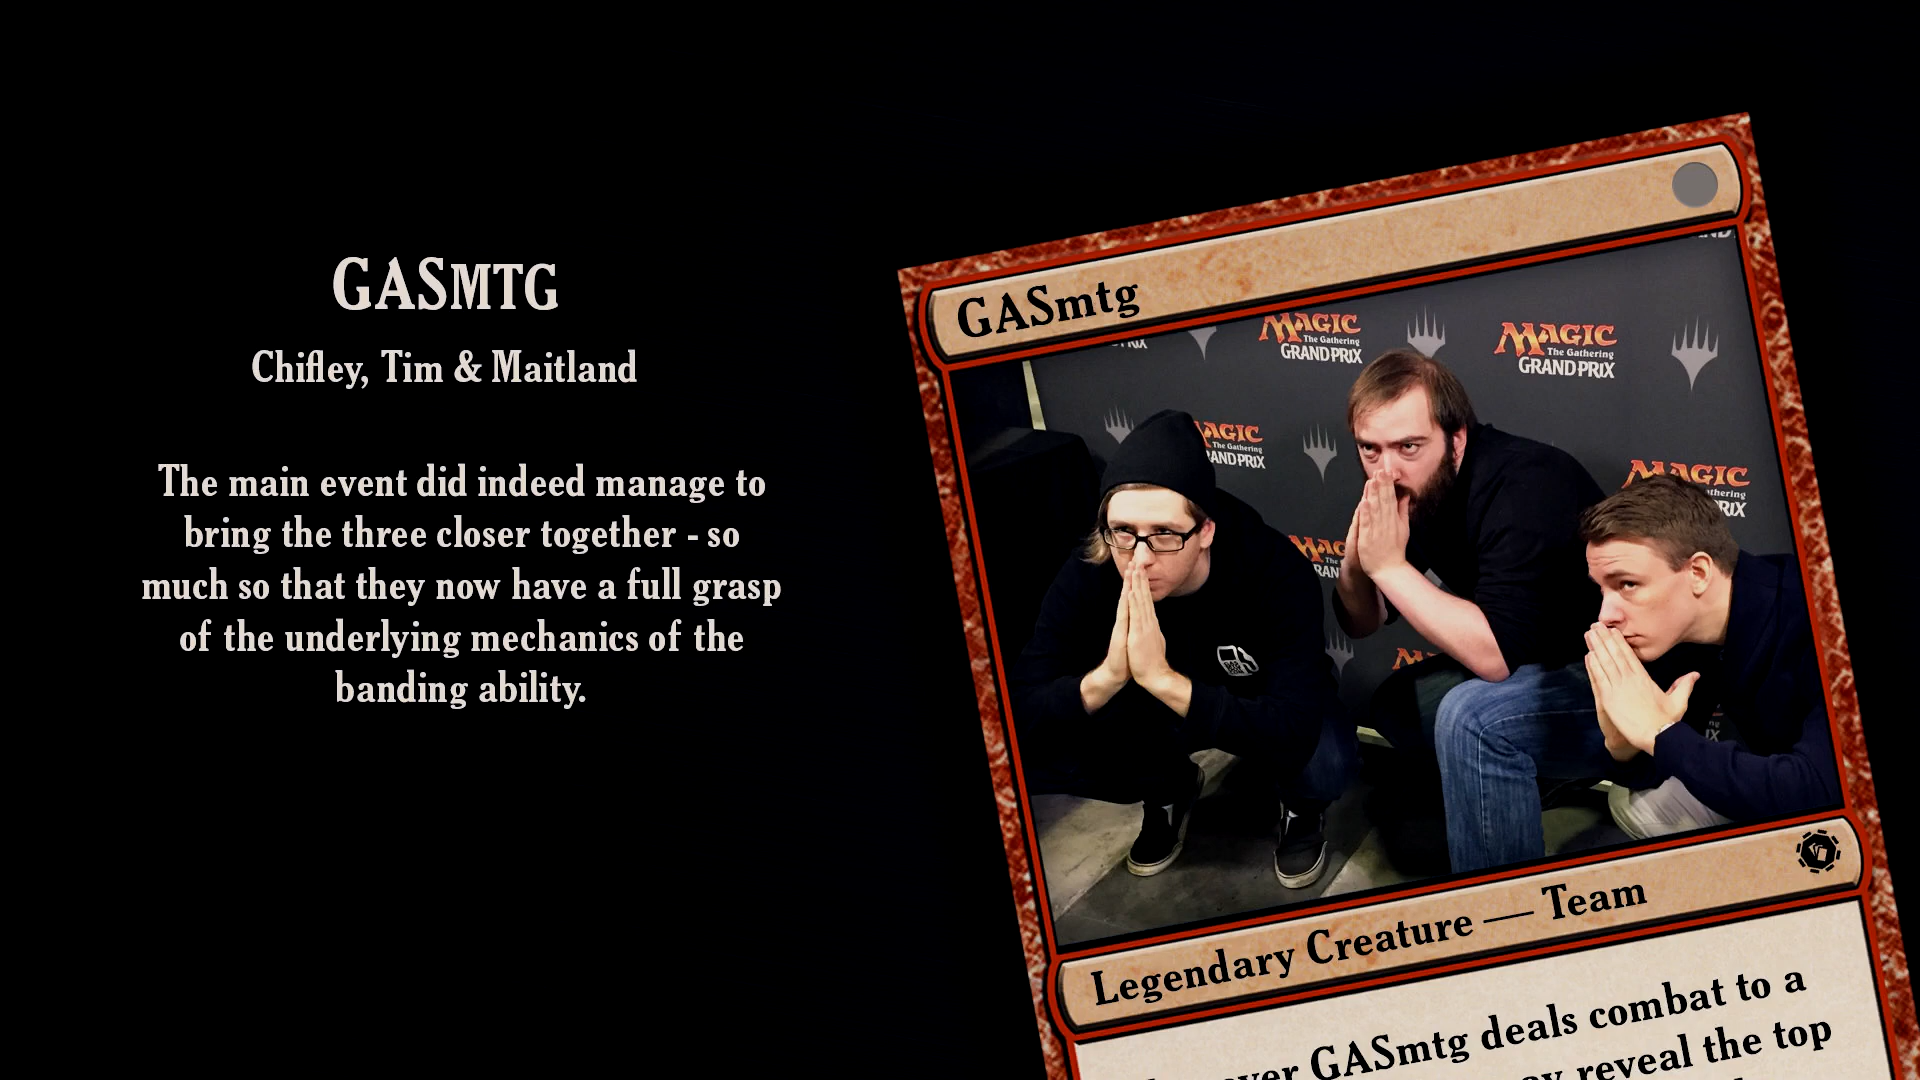 GASMTG
Chifley, Tim & Maitland
The main event did indeed manage to
bring the three closer together - so
much so that they now have a full grasp
of the underlying mechanics of the
banding ability.
GASmtg
MAGIC
The Gathering
GRAND PRIX
MAGIC
The Gathering
GRAND PRIX
MAGIC
The Gathering
GRAND PRIX
MAGIC
Legendary Creature — Team
GASmtg deals combat to a
reveal the top